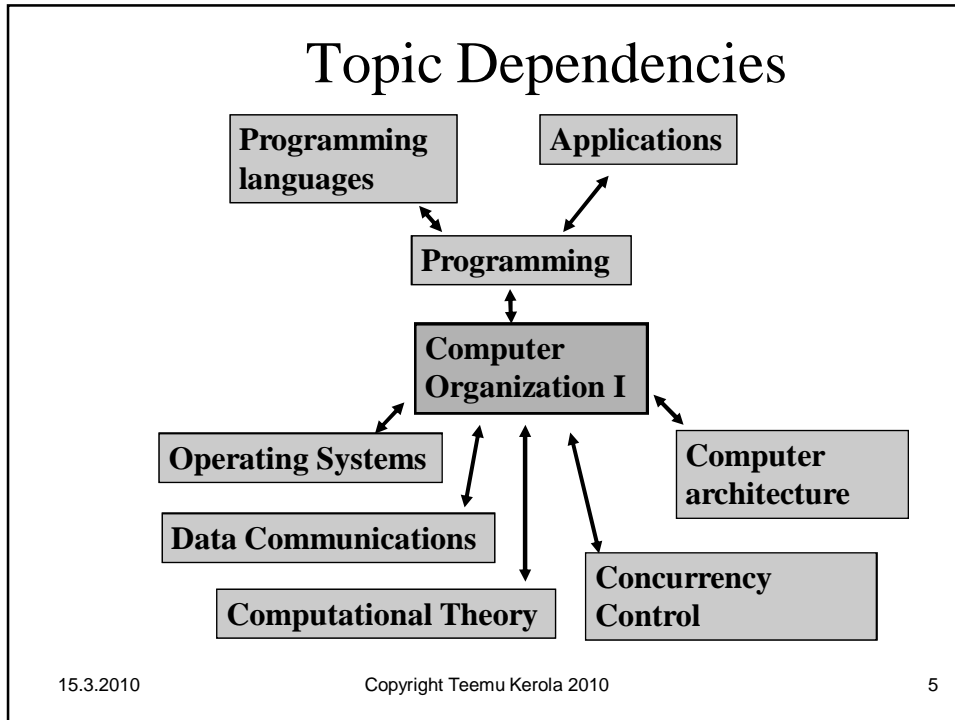 Topic Dependencies
Programming
languages
Applications
Programming
Computer
Organization I
Operating Systems
Computer
architecture
Data Communications
Concurrency
Control
Computational Theory
15.3.2010
Copyright Teemu Kerola 2010
5